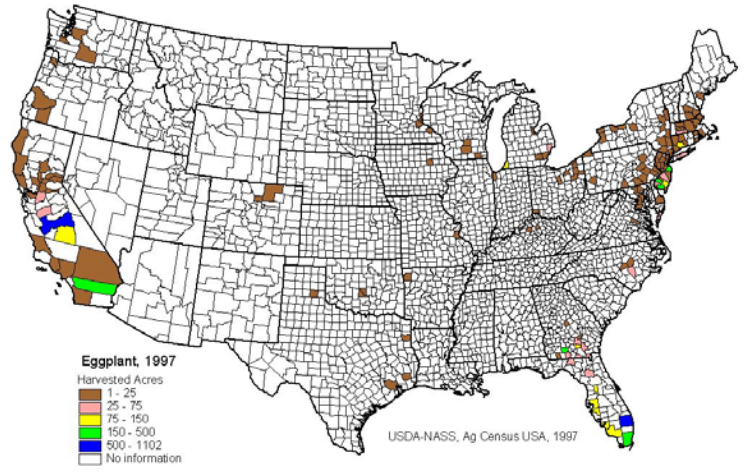 Eggplant, 1997
Harvested Acres
1 - 25
25 - 75
75 - 150
150 - 500
500 - 1102
No information
USDA-NASS, Ag Census USA, 1997